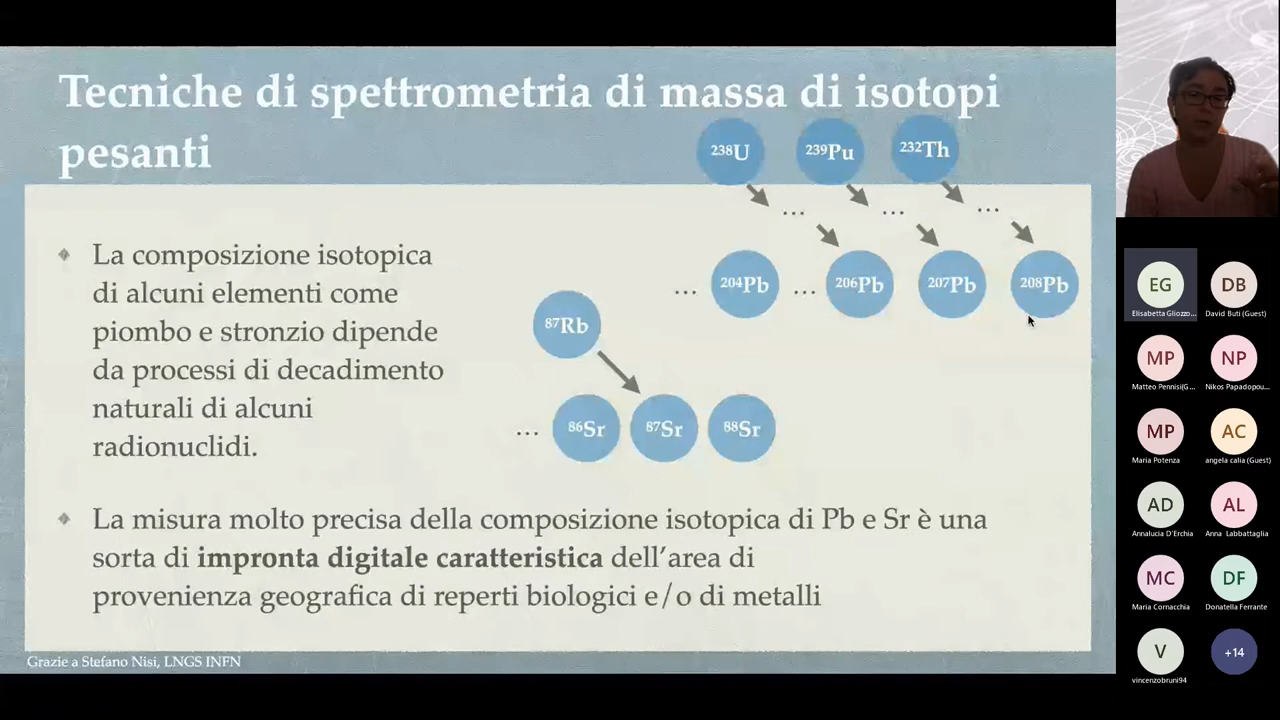 Tecniche di spettrometria di massa di isotopi
pesanti
²³⁸U
²³⁹Pu
²³²Th
...
...
...
La composizione isotopica
di alcuni elementi come
piombo e stronzio dipende
da processi di decadimento
naturali di alcuni
radionuclidi.
... ²⁰⁴Pb ... ²⁰⁶Pb ²⁰⁷Pb ²⁰⁸Pb
⁸⁷Rb
... ⁸⁶Sr ⁸⁷Sr ⁸⁸Sr
La misura molto precisa della composizione isotopica di Pb e Sr è una
sorta di impronta digitale caratteristica dell'area di
provenienza geografica di reperti biologici e/o di metalli
Grazie a Stefano Nisi, LNGS INFN
EG
Elisabetta Gliozzo...
DB
David Buti (Guest)
MP
Matteo Pennisi(G...
NP
Nikos Papadopou...
MP
Maria Potenza
AC
angela calia (Guest)
AD
Annalucia D'Erchia
AL
Anna Labbattaglia
MC
Maria Cornacchia
DF
Donatella Ferrante
V
vincenzobruni94
+14